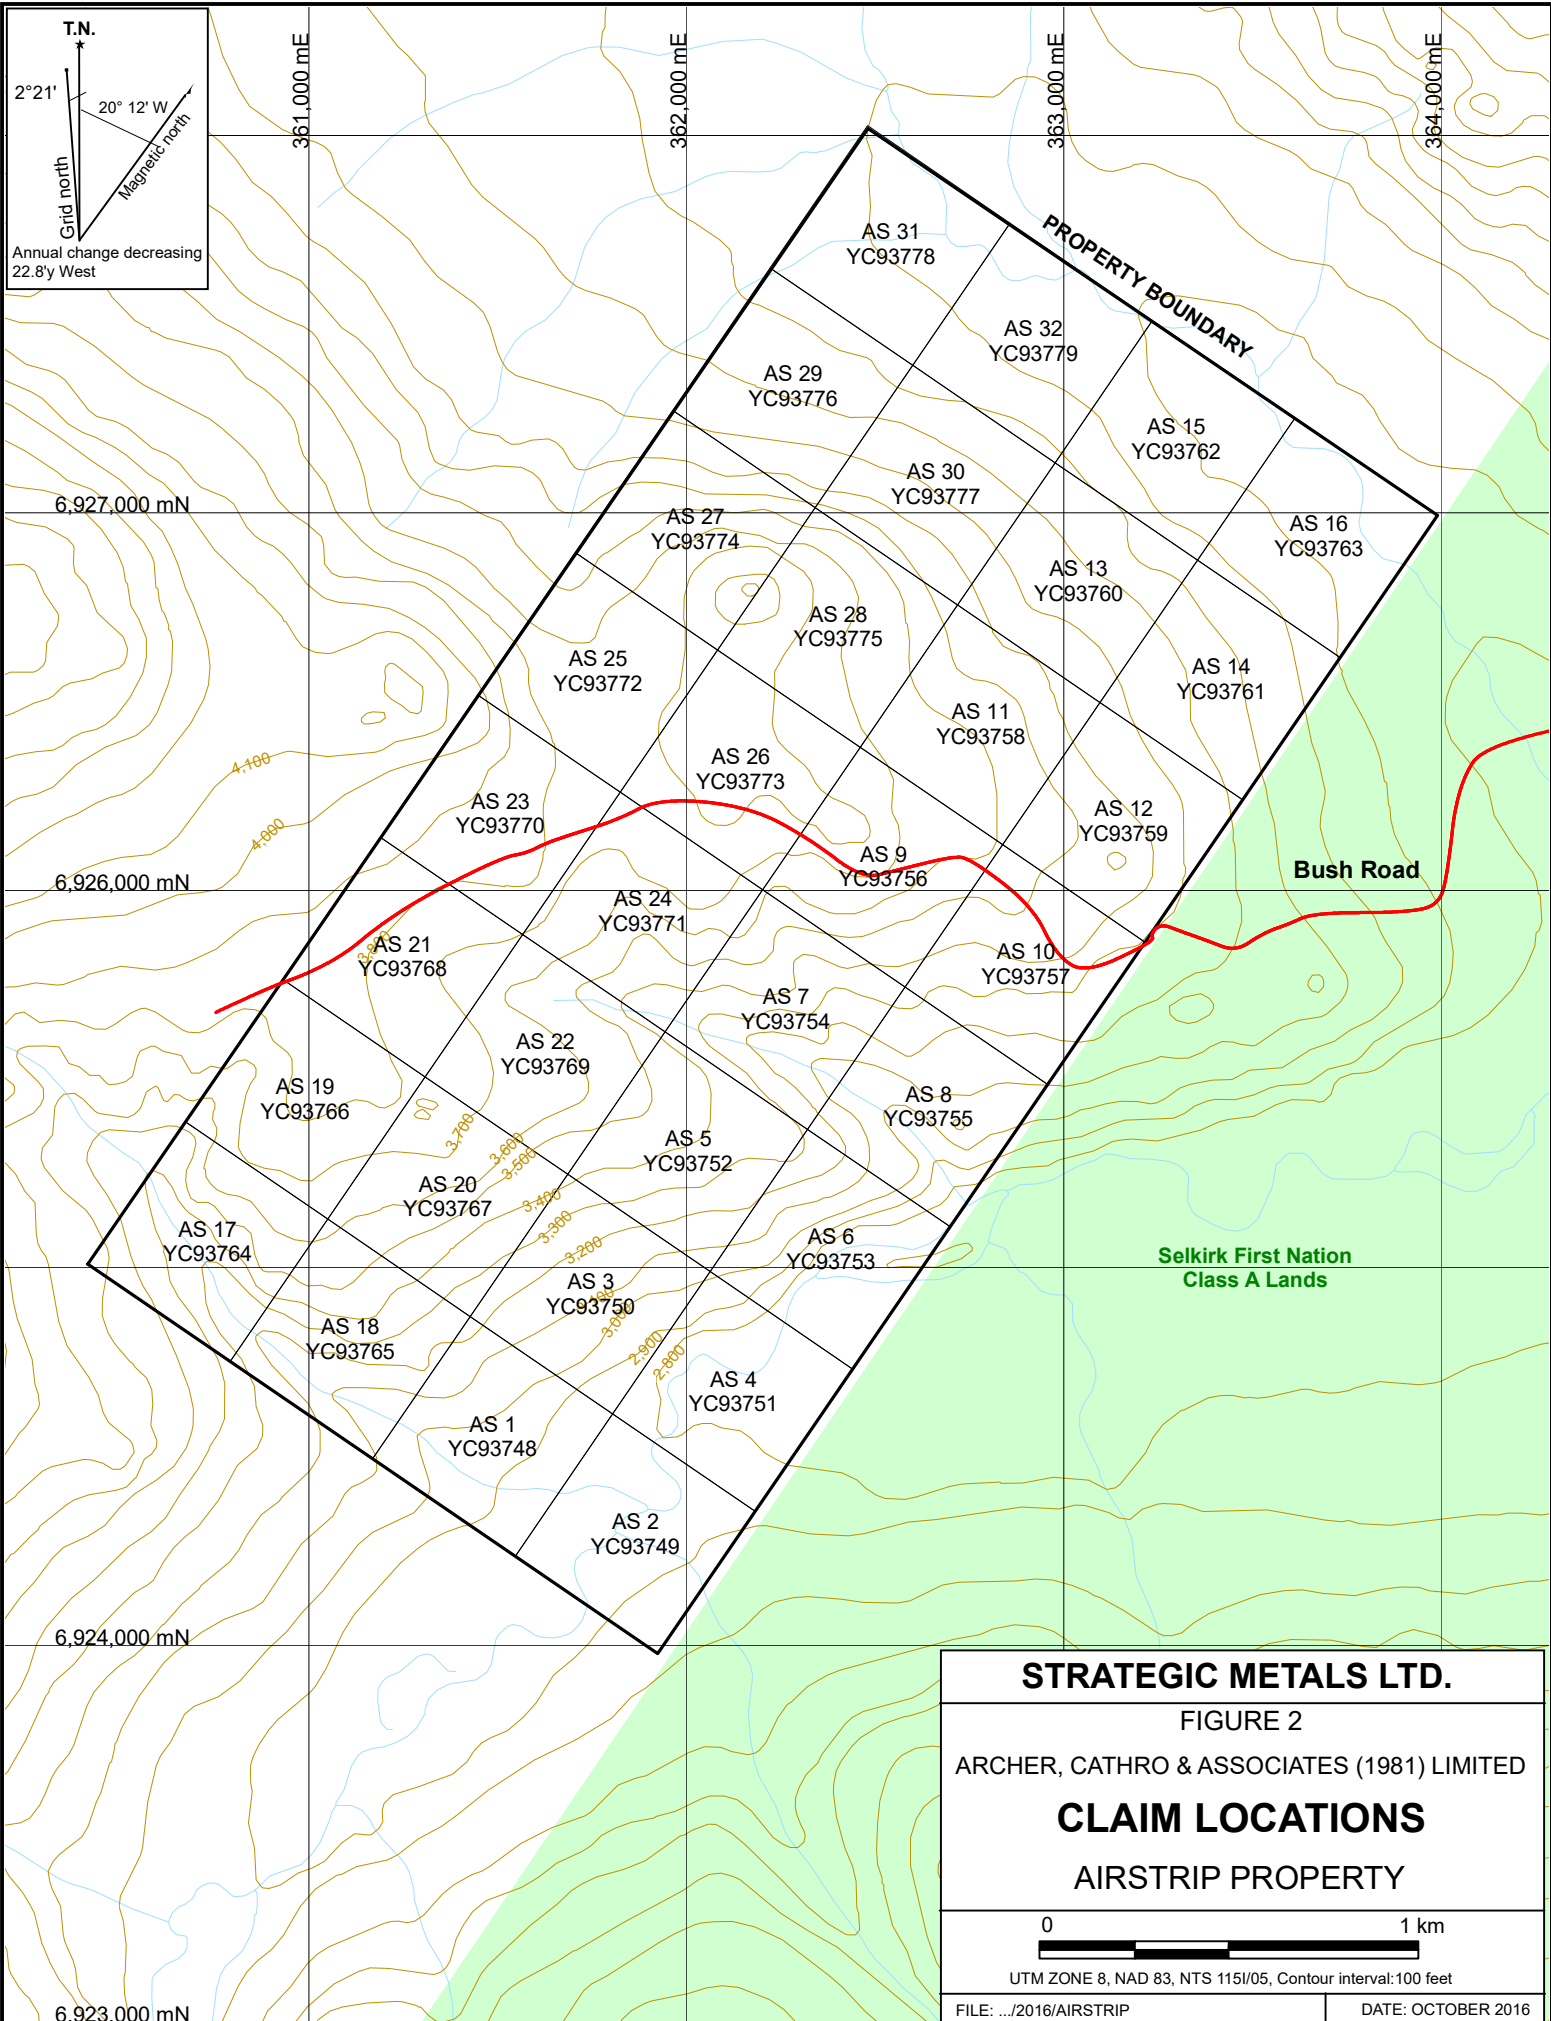 T.N.
2°21'
20° 12' W
Grid north
Magnetic north
Annual change decreasing
22.8'y West
361,000 mE
362,000 mE
363,000 mE
364,000 mE
6,927,000 mN
6,926,000 mN
6,924,000 mN
6,923,000 mN
PROPERTY BOUNDARY
AS 31
YC93778
AS 32
YC93779
AS 29
YC93776
AS 15
YC93762
AS 30
YC93777
AS 27
YC93774
AS 16
YC93763
AS 13
YC93760
AS 28
YC93775
AS 25
YC93772
AS 14
YC93761
AS 11
YC93758
AS 26
YC93773
AS 23
YC93770
AS 12
YC93759
AS 9
YC93756
AS 24
YC93771
AS 21
YC93768
AS 10
YC93757
AS 7
YC93754
AS 22
YC93769
AS 19
YC93766
AS 8
YC93755
AS 5
YC93752
AS 20
YC93767
AS 17
YC93764
AS 6
YC93753
AS 3
YC93750
AS 18
YC93765
AS 4
YC93751
AS 1
YC93748
AS 2
YC93749
4,100
4,000
3,800
3,700
3,600
3,500
3,400
3,300
3,200
3,100
3,000
2,900
2,800
Bush Road
Selkirk First Nation
Class A Lands
STRATEGIC METALS LTD.
FIGURE 2
ARCHER, CATHRO & ASSOCIATES (1981) LIMITED
CLAIM LOCATIONS
AIRSTRIP PROPERTY
0 1 km
UTM ZONE 8, NAD 83, NTS 115I/05, Contour interval:100 feet
FILE: .../2016/AIRSTRIP
DATE: OCTOBER 2016